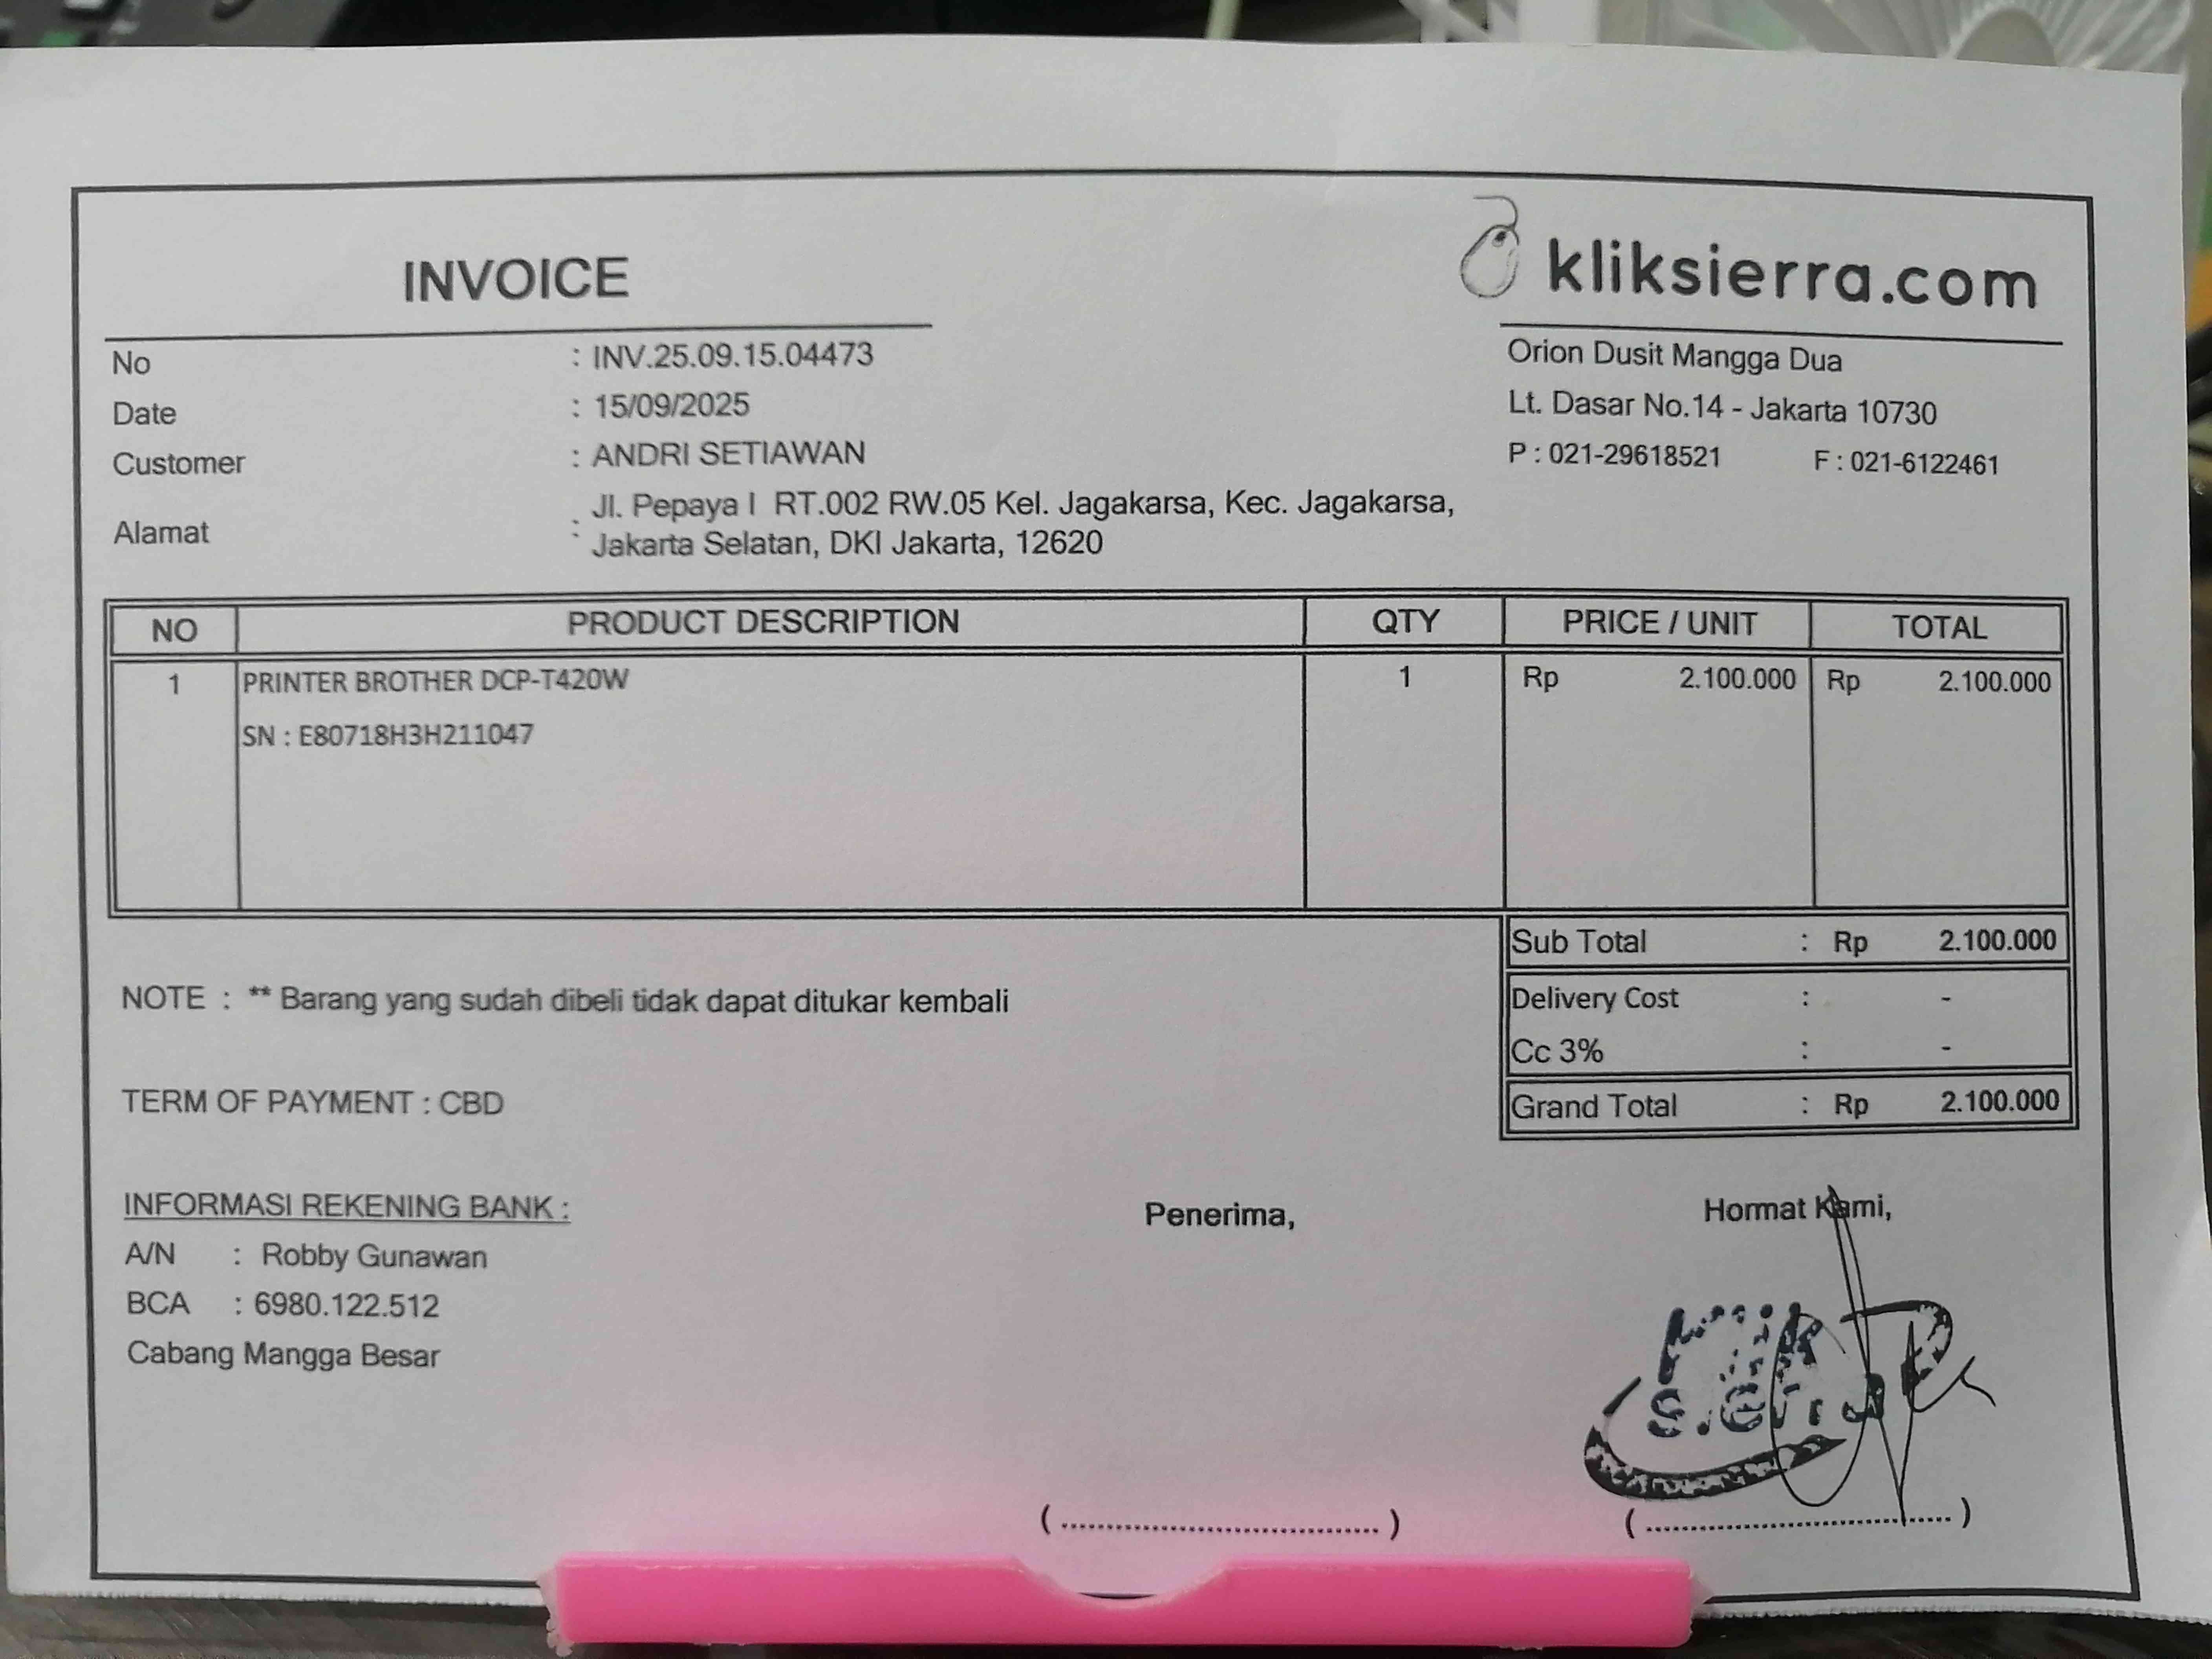 INVOICE
kliksierra.com
No : INV.25.09.15.04473
Date : 15/09/2025
Customer : ANDRI SETIAWAN
Alamat : Jl. Pepaya I RT.002 RW.05 Kel. Jagakarsa, Kec. Jagakarsa,
Jakarta Selatan, DKI Jakarta, 12620
Orion Dusit Mangga Dua
Lt. Dasar No.14 - Jakarta 10730
P : 021-29618521 F : 021-6122461
NO PRODUCT DESCRIPTION QTY PRICE / UNIT TOTAL
1 PRINTER BROTHER DCP-T420W 1 Rp 2.100.000 Rp 2.100.000
SN : E80718H3H211047
Sub Total : Rp 2.100.000
Delivery Cost : -
Cc 3% : -
Grand Total : Rp 2.100.000
NOTE : ** Barang yang sudah dibeli tidak dapat ditukar kembali
TERM OF PAYMENT : CBD
INFORMASI REKENING BANK :
A/N : Robby Gunawan
BCA : 6980.122.512
Cabang Mangga Besar
Penerima,
(................................)
Hormat Kami,
klik
sierra
(................................)